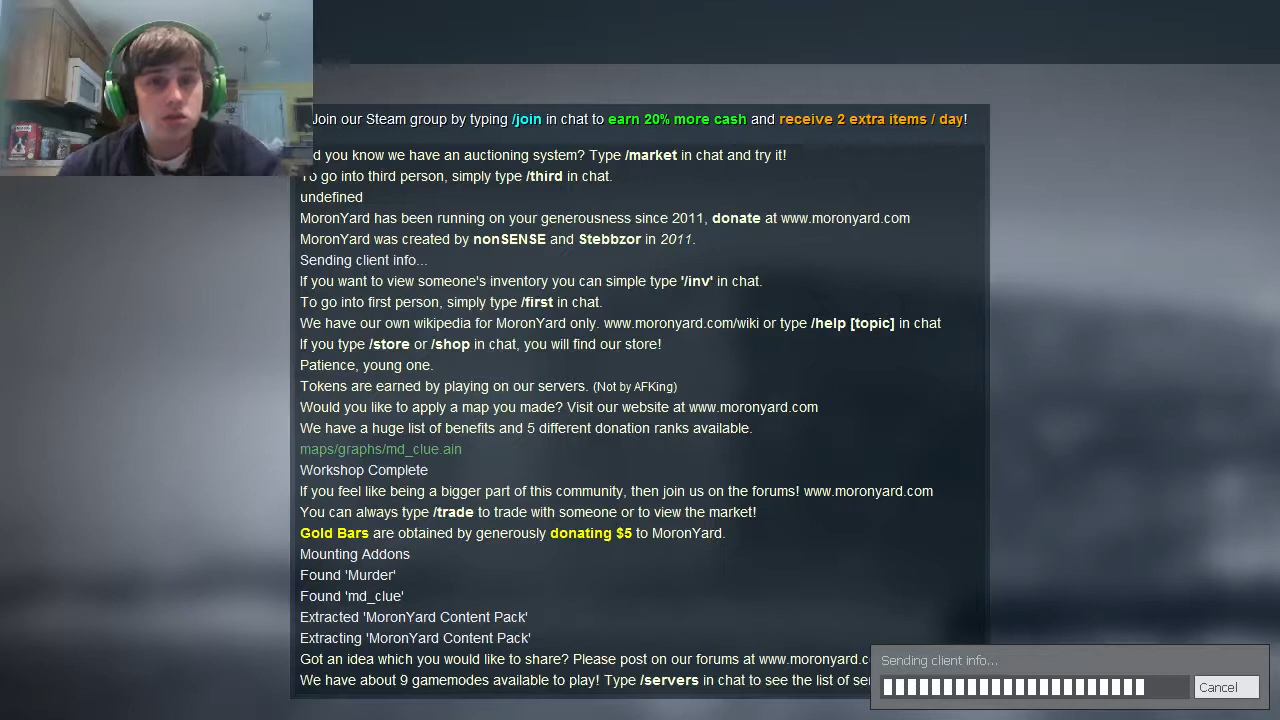 Join our Steam group by typing /join in chat to earn 20% more cash and receive 2 extra items / day!
d you know we have an auctioning system? Type /market in chat and try it!
To go into third person, simply type /third in chat.
undefined
MoronYard has been running on your generousness since 2011, donate at www.moronyard.com
MoronYard was created by nonSENSE and Stebbzor in 2011.
Sending client info...
If you want to view someone's inventory you can simple type '/inv' in chat.
To go into first person, simply type /first in chat.
We have our own wikipedia for MoronYard only. www.moronyard.com/wiki or type /help [topic] in chat
If you type /store or /shop in chat, you will find our store!
Patience, young one.
Tokens are earned by playing on our servers. (Not by AFKing)
Would you like to apply a map you made? Visit our website at www.moronyard.com
We have a huge list of benefits and 5 different donation ranks available.
maps/graphs/md_clue.ain
Workshop Complete
If you feel like being a bigger part of this community, then join us on the forums! www.moronyard.com
You can always type /trade to trade with someone or to view the market!
Gold Bars are obtained by generously donating $5 to MoronYard.
Mounting Addons
Found 'Murder'
Found 'md_clue'
Extracted 'MoronYard Content Pack'
Extracting 'MoronYard Content Pack'
Got an idea which you would like to share? Please post on our forums at www.moronyard.c
We have about 9 gamemodes available to play! Type /servers in chat to see the list of se
Sending client info...
Cancel